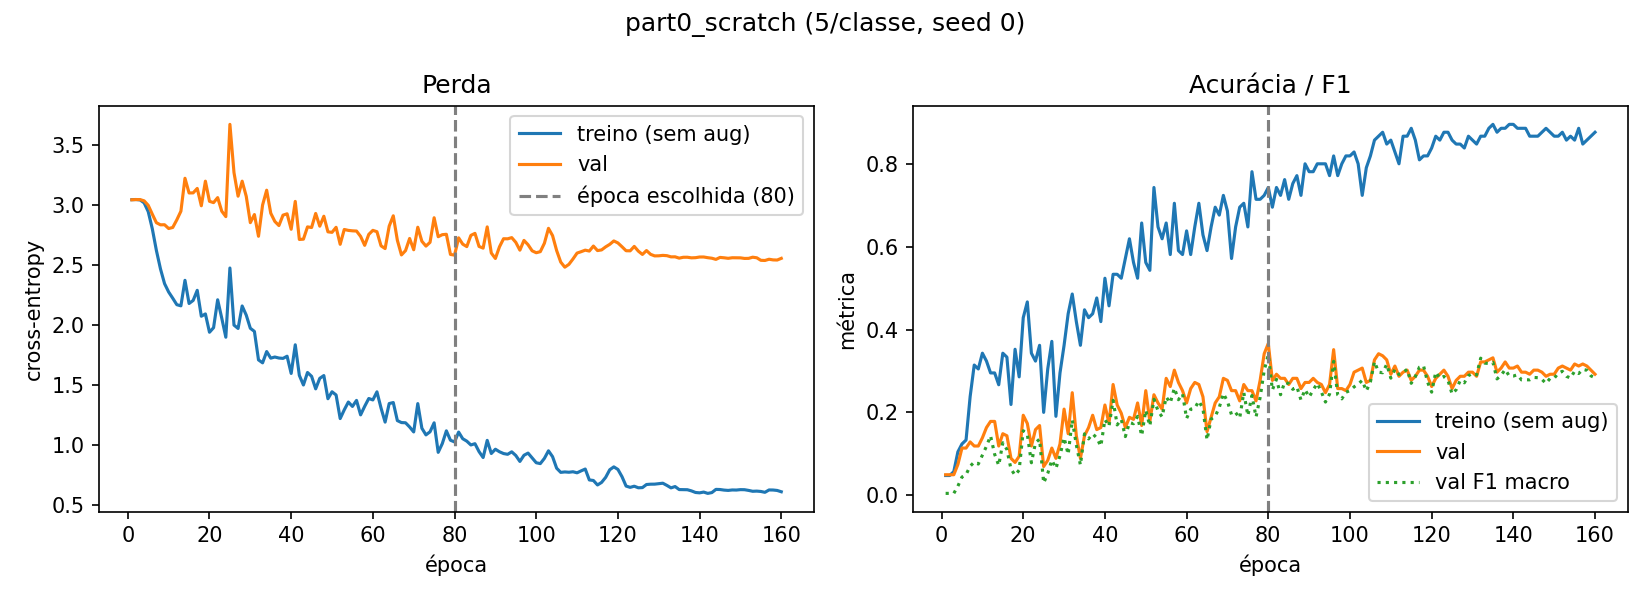 part0_scratch (5/classe, seed 0)
Perda
treino (sem aug)
val
época escolhida (80)
3.5
3.0
2.5
2.0
1.5
1.0
0.5
cross-entropy
0 20 40 60 80 100 120 140 160
época
Acurácia / F1
0.8
0.6
0.4
0.2
0.0
métrica
treino (sem aug)
val
val F1 macro
0 20 40 60 80 100 120 140 160
época